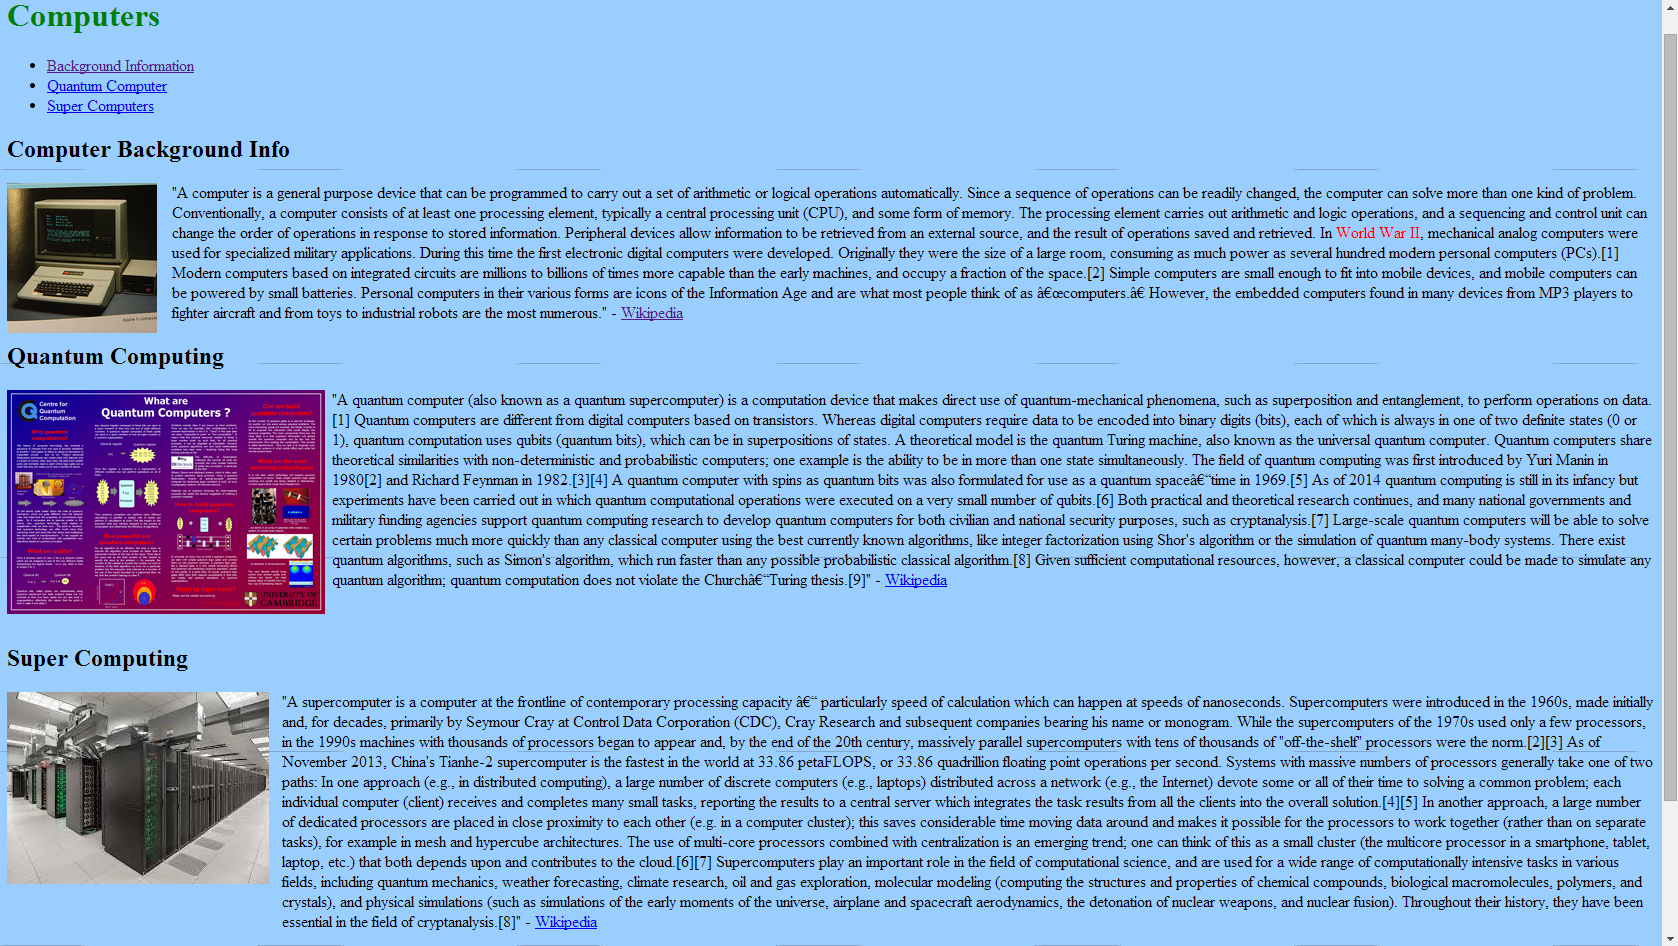 Computers
Background Information
Quantum Computer
Super Computers
Computer Background Info
Apple II compute
"A computer is a general purpose device that can be programmed to carry out a set of arithmetic or logical operations automatically. Since a sequence of operations can be readily changed, the computer can solve more than one kind of problem.
Conventionally, a computer consists of at least one processing element, typically a central processing unit (CPU), and some form of memory. The processing element carries out arithmetic and logic operations, and a sequencing and control unit can
change the order of operations in response to stored information. Peripheral devices allow information to be retrieved from an external source, and the result of operations saved and retrieved. In World War II, mechanical analog computers were
used for specialized military applications. During this time the first electronic digital computers were developed. Originally they were the size of a large room, consuming as much power as several hundred modern personal computers (PCs).[1]
Modern computers based on integrated circuits are millions to billions of times more capable than the early machines, and occupy a fraction of the space.[2] Simple computers are small enough to fit into mobile devices, and mobile computers can
be powered by small batteries. Personal computers in their various forms are icons of the Information Age and are what most people think of as â€œcomputers.â€ However, the embedded computers found in many devices from MP3 players to
fighter aircraft and from toys to industrial robots are the most numerous." - Wikipedia
Quantum Computing
Centre for
Quantum
Computation
What are
Quantum Computers ?
Can we build
quantum computers?
Why quantum
computation?
What are qubits?
How powerful are
quantum computers?
How to build quantum
computers?
Want to learn more?
UNIVERSITY OF
CAMBRIDGE
"A quantum computer (also known as a quantum supercomputer) is a computation device that makes direct use of quantum-mechanical phenomena, such as superposition and entanglement, to perform operations on data.
[1] Quantum computers are different from digital computers based on transistors. Whereas digital computers require data to be encoded into binary digits (bits), each of which is always in one of two definite states (0 or
1), quantum computation uses qubits (quantum bits), which can be in superpositions of states. A theoretical model is the quantum Turing machine, also known as the universal quantum computer. Quantum computers share
theoretical similarities with non-deterministic and probabilistic computers; one example is the ability to be in more than one state simultaneously. The field of quantum computing was first introduced by Yuri Manin in
1980[2] and Richard Feynman in 1982.[3][4] A quantum computer with spins as quantum bits was also formulated for use as a quantum spaceâ€“time in 1969.[5] As of 2014 quantum computing is still in its infancy but
experiments have been carried out in which quantum computational operations were executed on a very small number of qubits.[6] Both practical and theoretical research continues, and many national governments and
military funding agencies support quantum computing research to develop quantum computers for both civilian and national security purposes, such as cryptanalysis.[7] Large-scale quantum computers will be able to solve
certain problems much more quickly than any classical computer using the best currently known algorithms, like integer factorization using Shor's algorithm or the simulation of quantum many-body systems. There exist
quantum algorithms, such as Simon's algorithm, which run faster than any possible probabilistic classical algorithm.[8] Given sufficient computational resources, however, a classical computer could be made to simulate any
quantum algorithm; quantum computation does not violate the Churchâ€“Turing thesis.[9]" - Wikipedia
Super Computing
"A supercomputer is a computer at the frontline of contemporary processing capacity â€“ particularly speed of calculation which can happen at speeds of nanoseconds. Supercomputers were introduced in the 1960s, made initially
and, for decades, primarily by Seymour Cray at Control Data Corporation (CDC), Cray Research and subsequent companies bearing his name or monogram. While the supercomputers of the 1970s used only a few processors,
in the 1990s machines with thousands of processors began to appear and, by the end of the 20th century, massively parallel supercomputers with tens of thousands of "off-the-shelf" processors were the norm.[2][3] As of
November 2013, China's Tianhe-2 supercomputer is the fastest in the world at 33.86 petaFLOPS, or 33.86 quadrillion floating point operations per second. Systems with massive numbers of processors generally take one of two
paths: In one approach (e.g., in distributed computing), a large number of discrete computers (e.g., laptops) distributed across a network (e.g., the Internet) devote some or all of their time to solving a common problem; each
individual computer (client) receives and completes many small tasks, reporting the results to a central server which integrates the task results from all the clients into the overall solution.[4][5] In another approach, a large number
of dedicated processors are placed in close proximity to each other (e.g. in a computer cluster); this saves considerable time moving data around and makes it possible for the processors to work together (rather than on separate
tasks), for example in mesh and hypercube architectures. The use of multi-core processors combined with centralization is an emerging trend; one can think of this as a small cluster (the multicore processor in a smartphone, tablet,
laptop, etc.) that both depends upon and contributes to the cloud.[6][7] Supercomputers play an important role in the field of computational science, and are used for a wide range of computationally intensive tasks in various
fields, including quantum mechanics, weather forecasting, climate research, oil and gas exploration, molecular modeling (computing the structures and properties of chemical compounds, biological macromolecules, polymers, and
crystals), and physical simulations (such as simulations of the early moments of the universe, airplane and spacecraft aerodynamics, the detonation of nuclear weapons, and nuclear fusion). Throughout their history, they have been
essential in the field of cryptanalysis.[8]" - Wikipedia